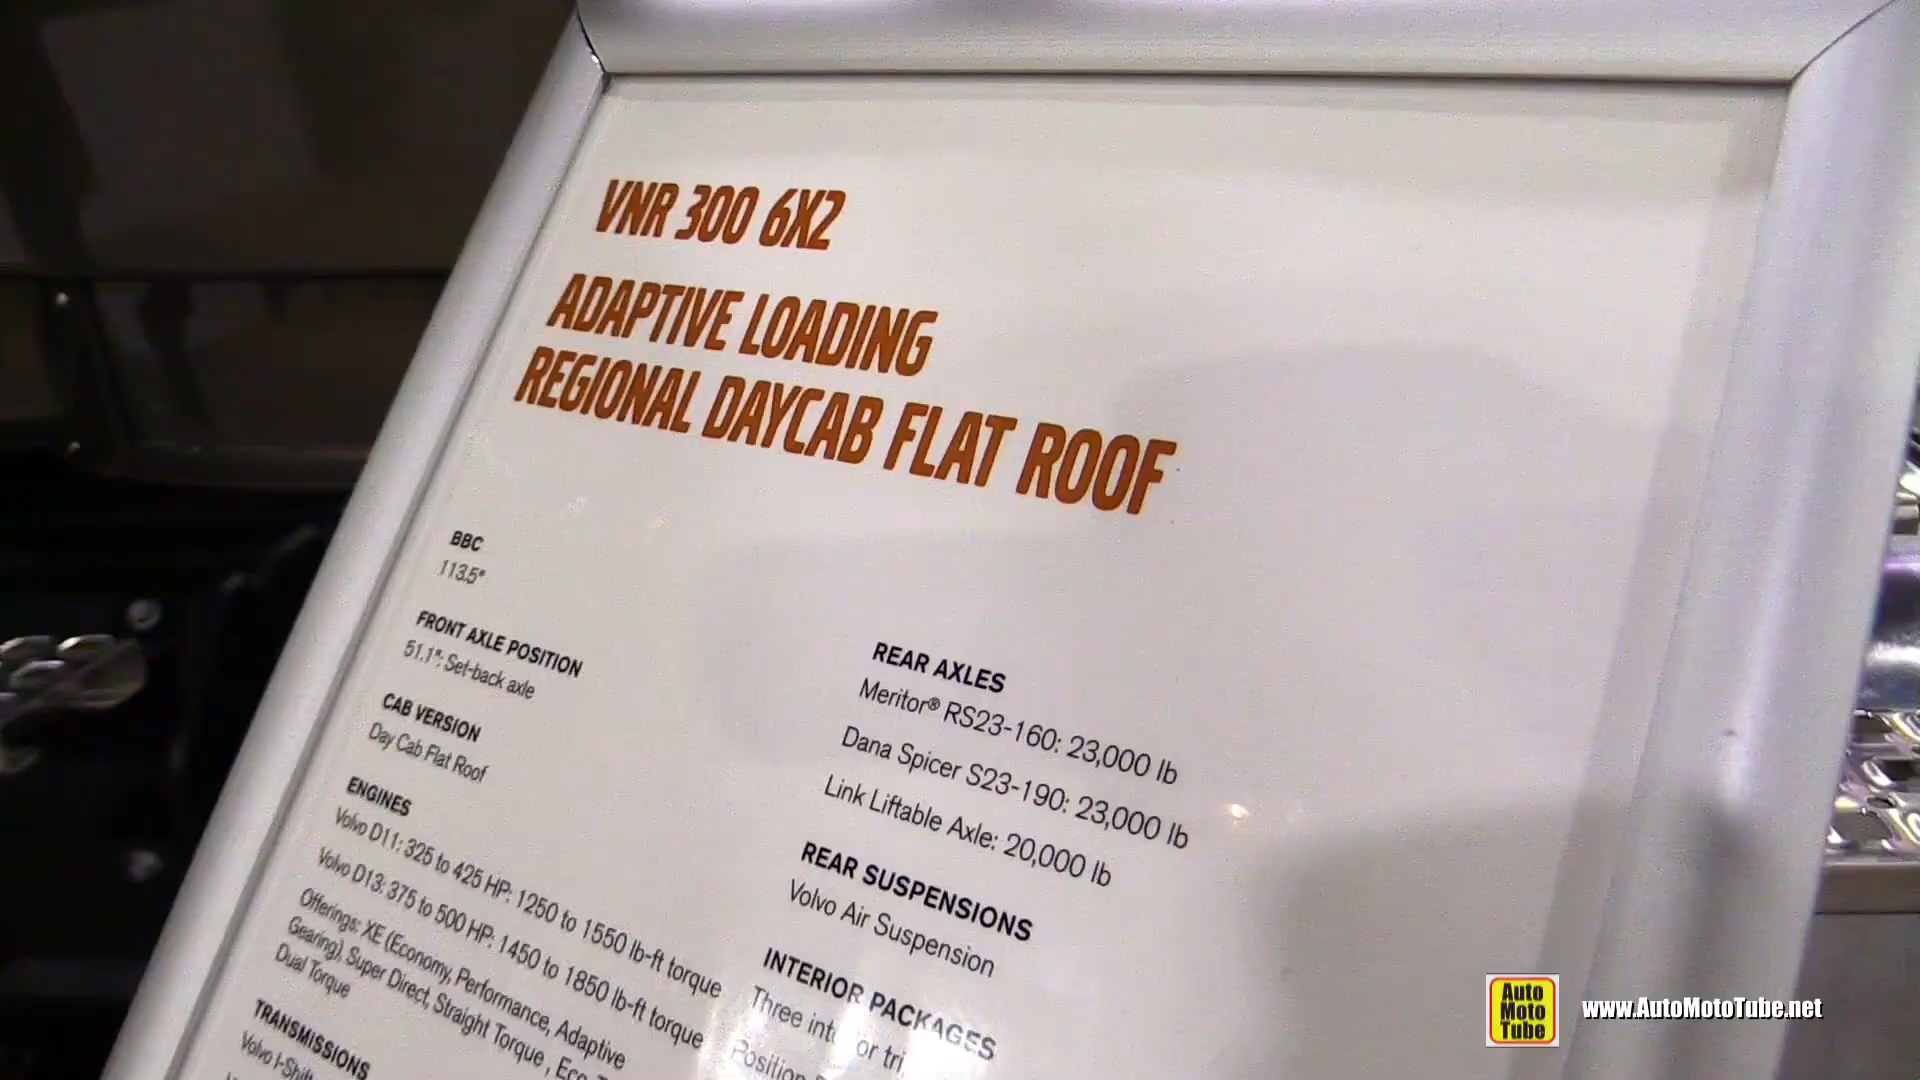 VNR 300 6X2
ADAPTIVE LOADING
REGIONAL DAYCAB FLAT ROOF
BBC
113.5"
FRONT AXLE POSITION
51.1"; Set-back axle
CAB VERSION
Day Cab Flat Roof
ENGINES
Volvo D11: 325 to 425 HP: 1250 to 1550 lb-ft torque
Volvo D13: 375 to 500 HP: 1450 to 1850 lb-ft torque
Offerings: XE (Economy, Performance, Adaptive
Gearing), Super Direct, Straight Torque, Eco-
Dual Torque
TRANSMISSIONS
Volvo I-Shift
REAR AXLES
Meritor® RS23-160: 23,000 lb
Dana Spicer S23-190: 23,000 lb
Link Liftable Axle: 20,000 lb
REAR SUSPENSIONS
Volvo Air Suspension
INTERIOR PACKAGES
Three
Position
Auto
Moto
Tube
www.AutoMotoTube.net